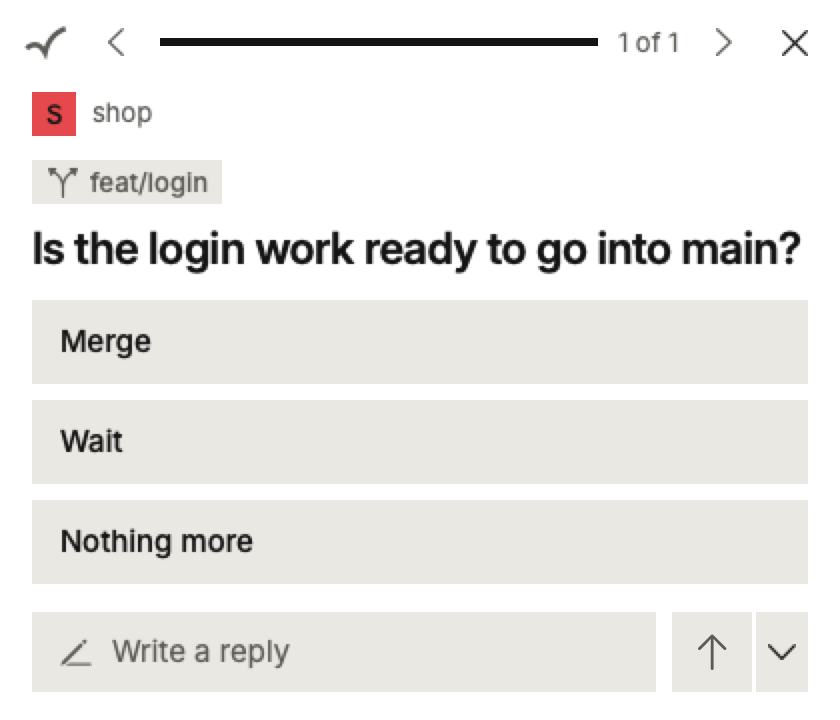 1 of 1
S shop
feat/login
Is the login work ready to go into main?
Merge
Wait
Nothing more
Write a reply